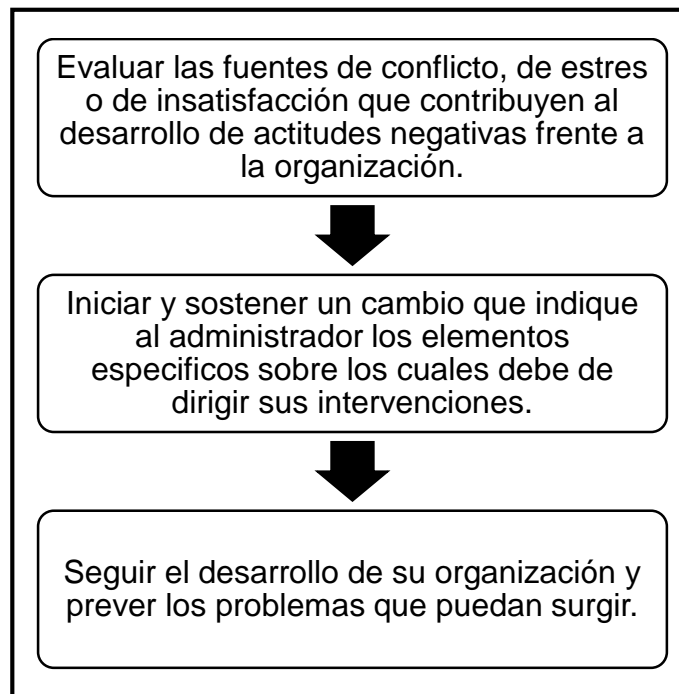 Evaluar las fuentes de conflicto, de estres
o de insatisfacción que contribuyen al
desarrollo de actitudes negativas frente a
la organización.
Iniciar y sostener un cambio que indique
al administrador los elementos
especificos sobre los cuales debe de
dirigir sus intervenciones.
Seguir el desarrollo de su organización y
prever los problemas que puedan surgir.